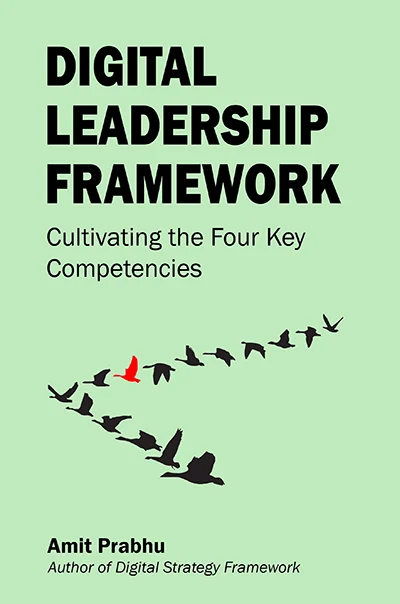 DIGITAL
LEADERSHIP
FRAMEWORK
Cultivating the Four Key
Competencies
Amit Prabhu
Author of Digital Strategy Framework